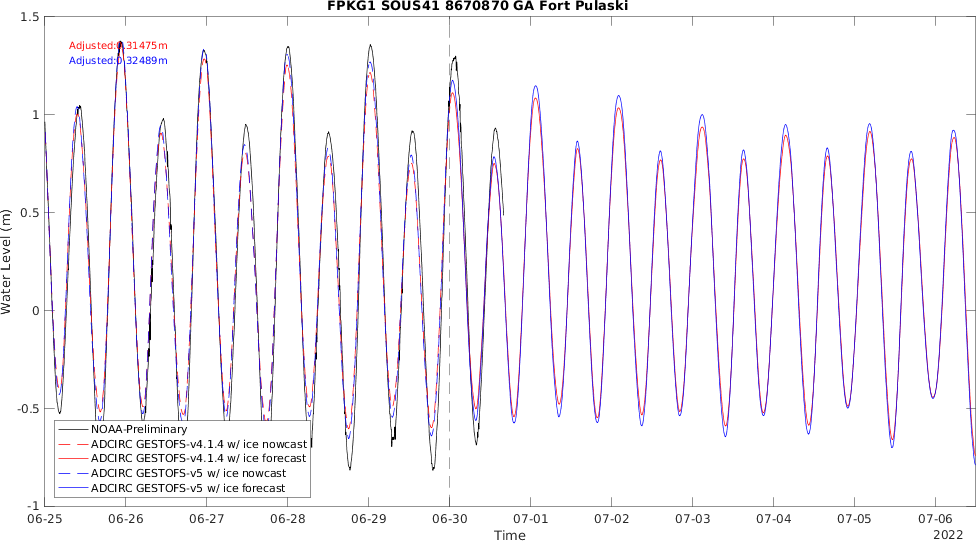 FPKG1 SOUS41 8670870 GA Fort Pulaski
1.5
Adjusted:0.31475m
Adjusted:0.32489m
1
0.5
Water Level (m)
0
-0.5
NOAA-Preliminary
ADCIRC GESTOFS-v4.1.4 w/ ice nowcast
ADCIRC GESTOFS-v4.1.4 w/ ice forecast
ADCIRC GESTOFS-v5 w/ ice nowcast
ADCIRC GESTOFS-v5 w/ ice forecast
-1
06-25 06-26 06-27 06-28 06-29 06-30 07-01 07-02 07-03 07-04 07-05 07-06
Time
2022